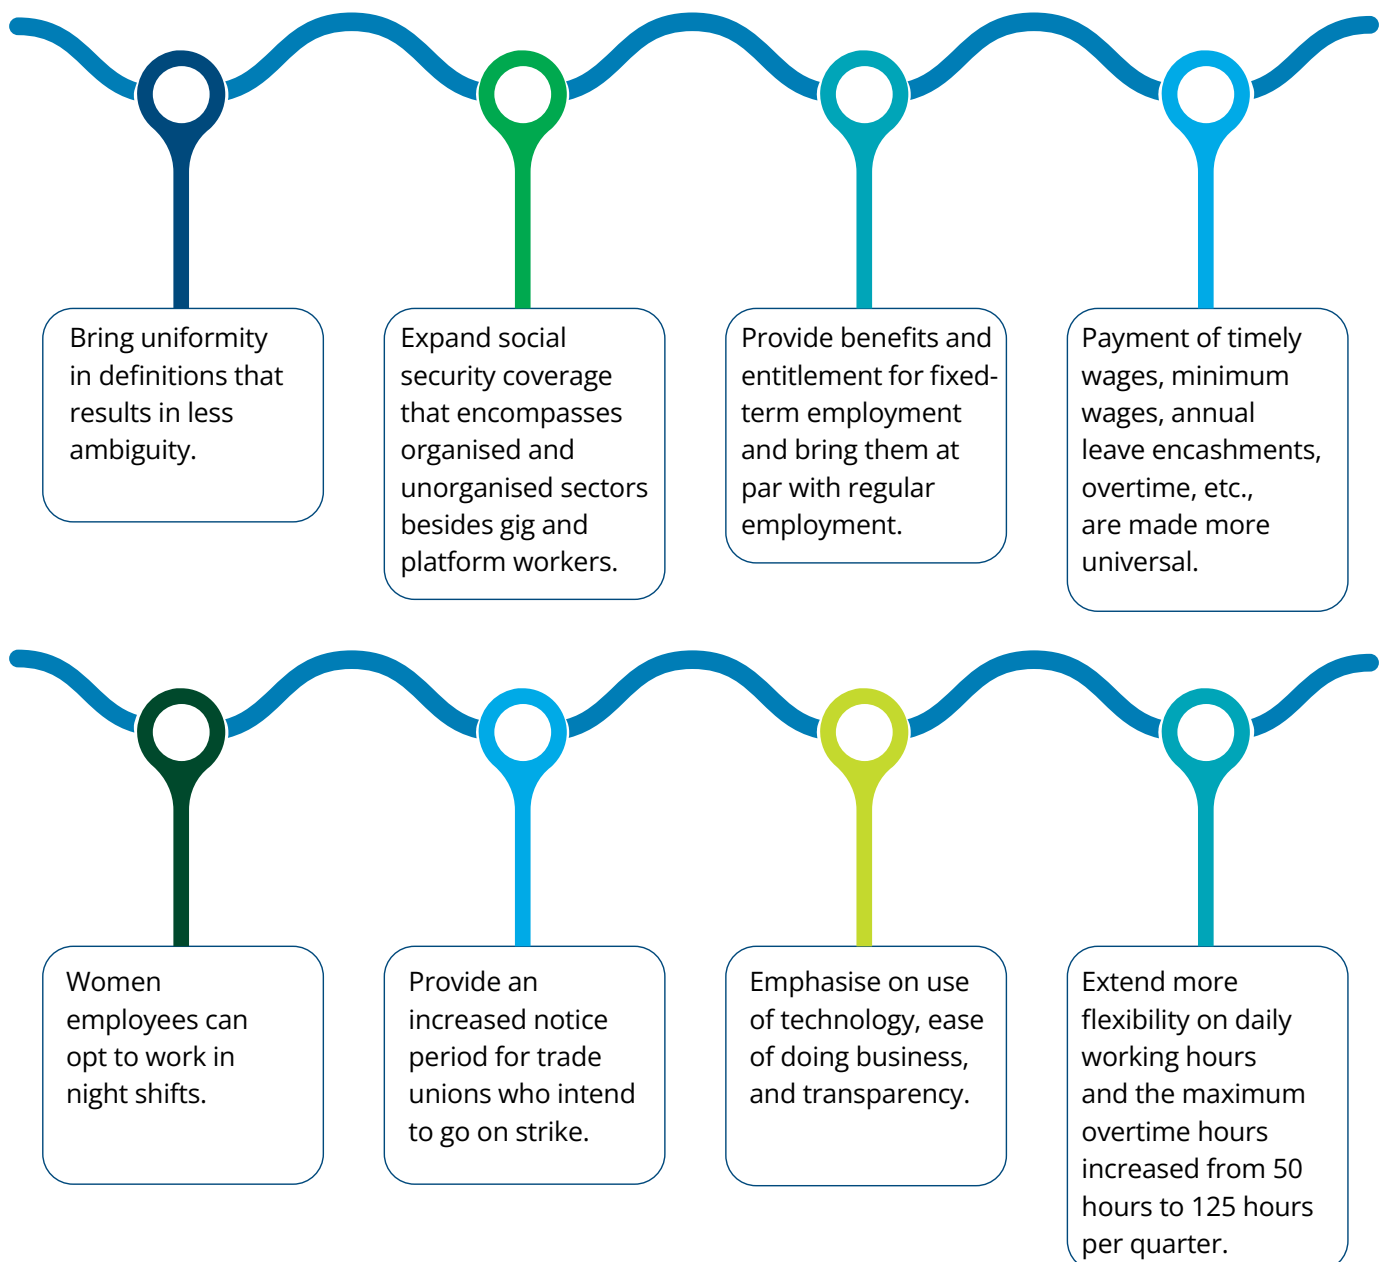 Bring uniformity
in definitions that
results in less
ambiguity.
Expand social
security coverage
that encompasses
organised and
unorganised sectors
besides gig and
platform workers.
Provide benefits and
entitlement for fixed-
term employment
and bring them at
par with regular
employment.
Payment of timely
wages, minimum
wages, annual
leave encashments,
overtime, etc.,
are made more
universal.
Women
employees can
opt to work in
night shifts.
Provide an
increased notice
period for trade
unions who intend
to go on strike.
Emphasise on use
of technology, ease
of doing business,
and transparency.
Extend more
flexibility on daily
working hours
and the maximum
overtime hours
increased from 50
hours to 125 hours
per quarter.